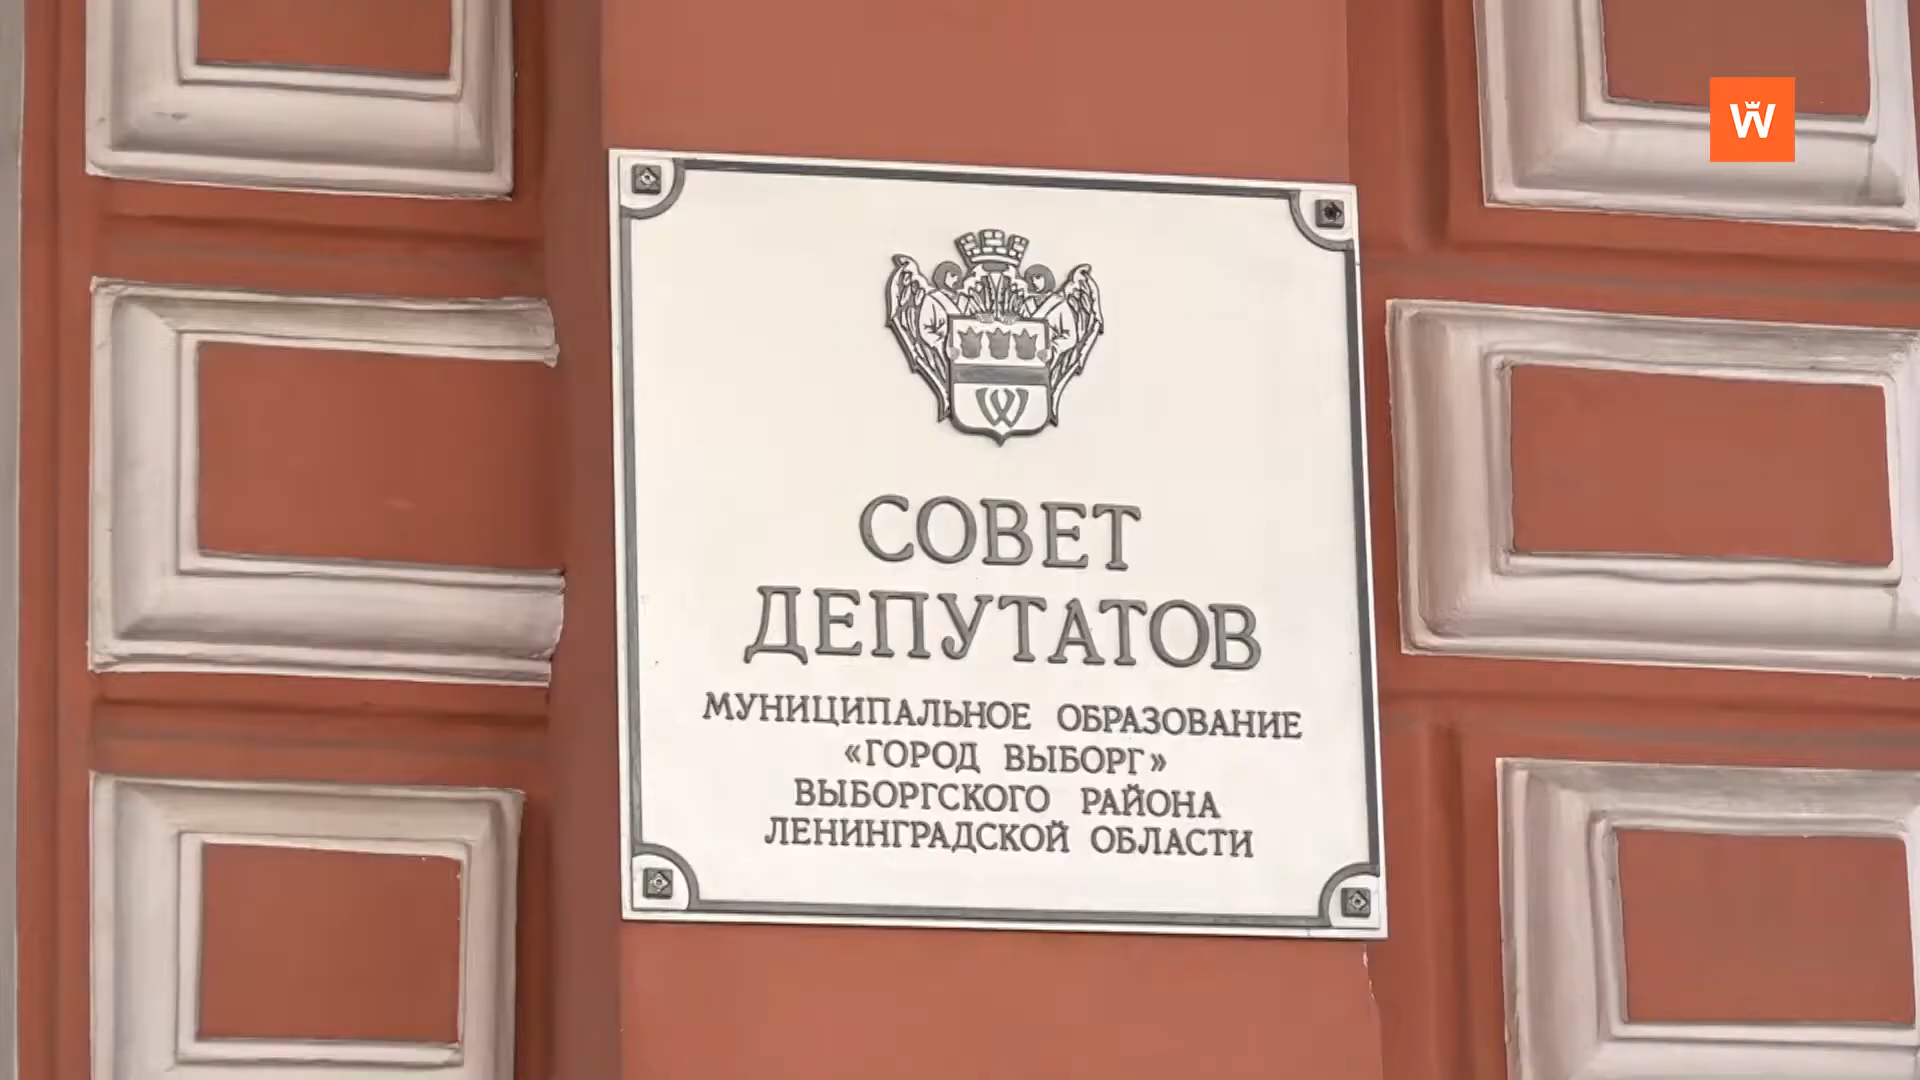 W
W
СОВЕТ
ДЕПУТАТОВ
МУНИЦИПАЛЬНОЕ ОБРАЗОВАНИЕ
«ГОРОД ВЫБОРГ»
ВЫБОРГСКОГО РАЙОНА
ЛЕНИНГРАДСКОЙ ОБЛАСТИ